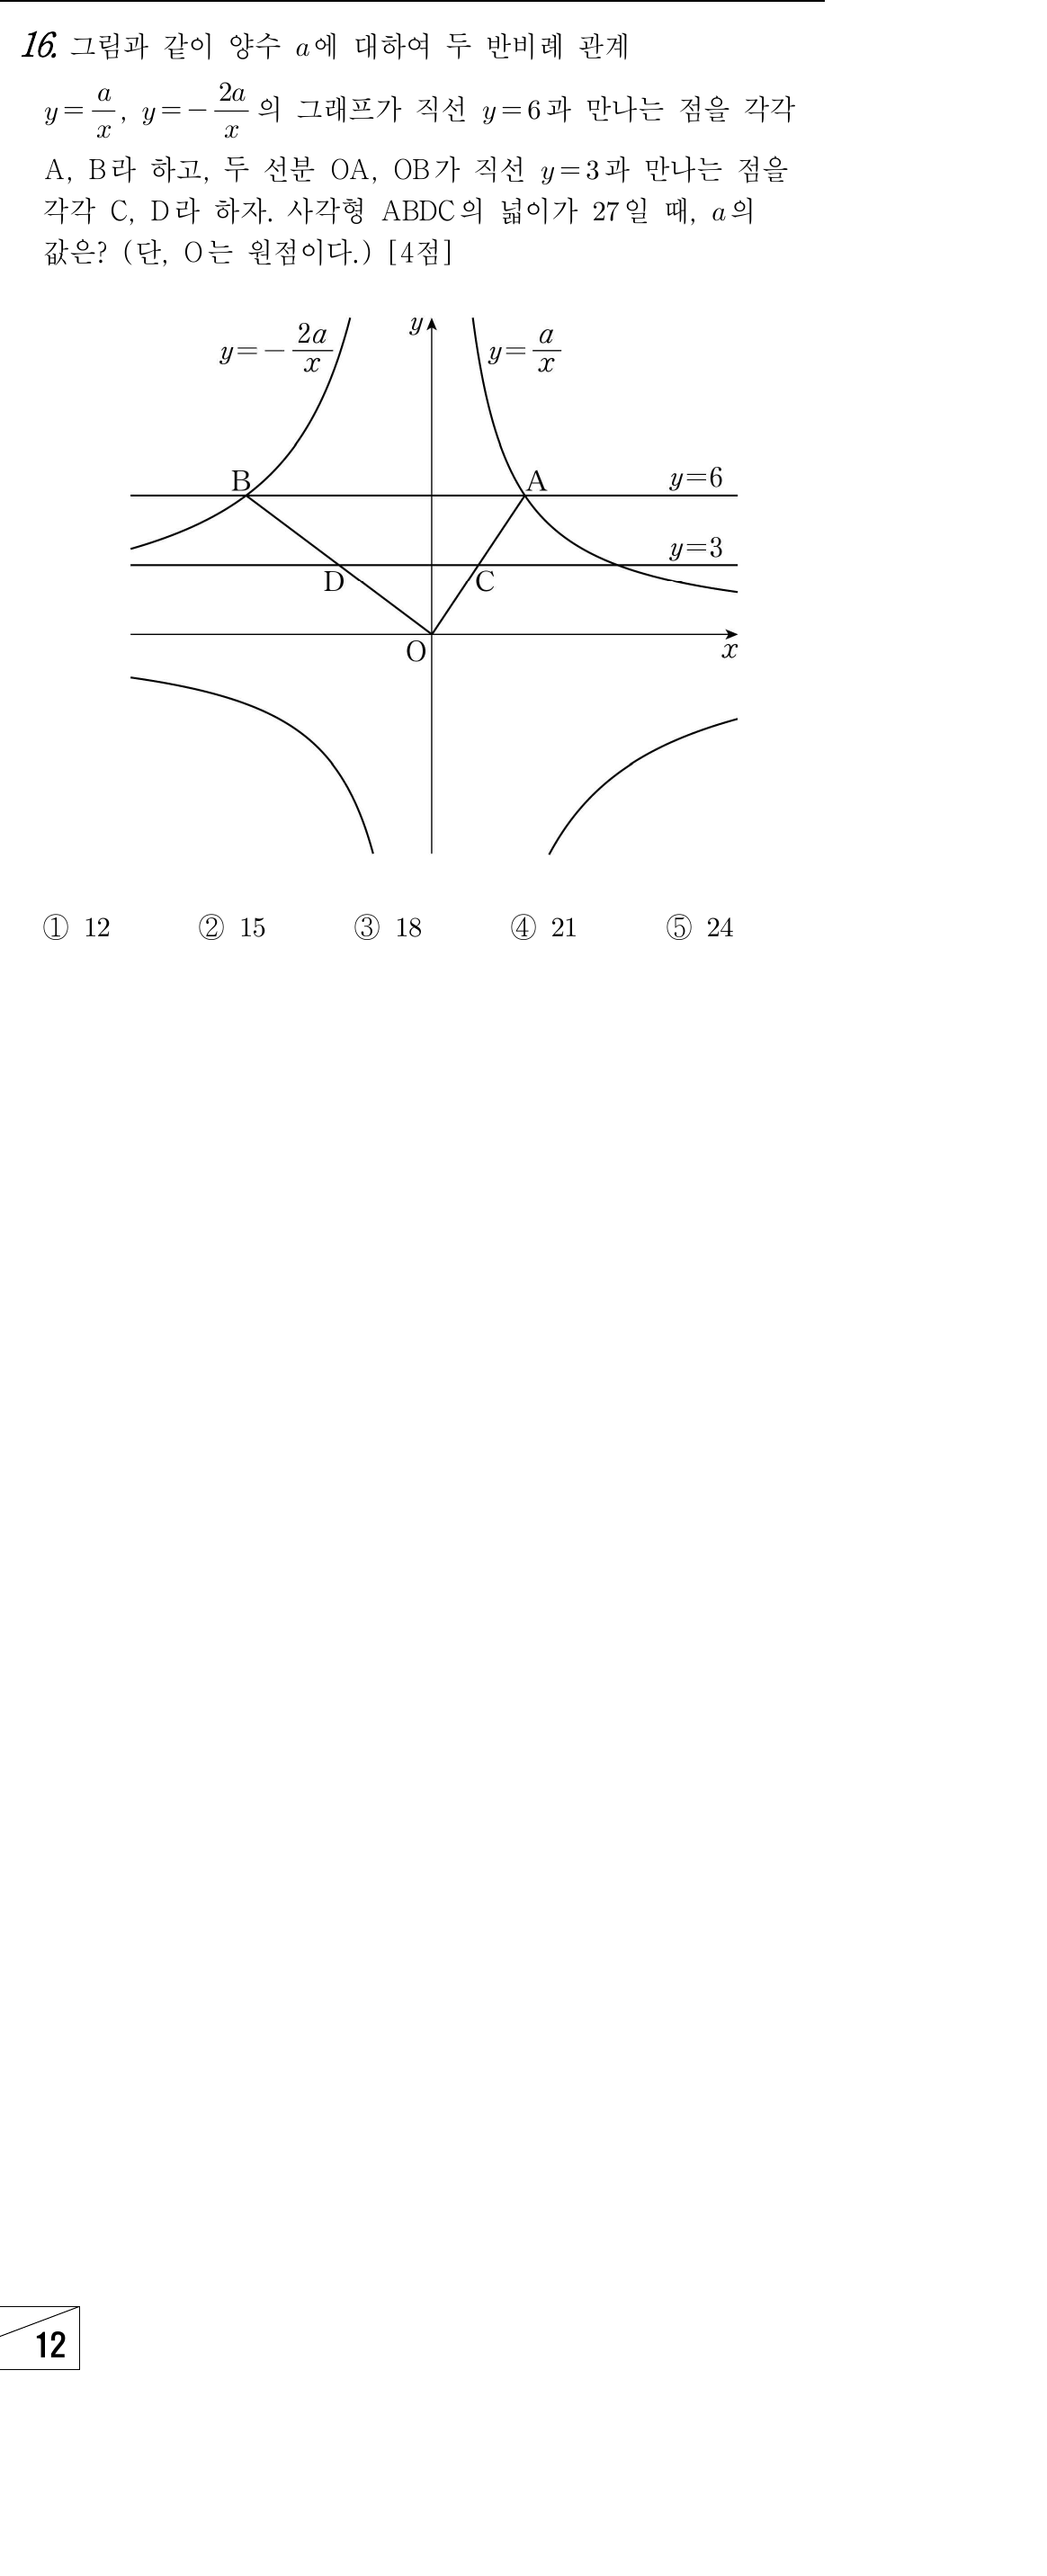 16. 그림과 같이 양수 a에 대하여 두 반비례 관계
y=a/x, y=-2a/x의 그래프가 직선 y=6과 만나는 점을 각각
A, B라 하고, 두 선분 OA, OB가 직선 y=3과 만나는 점을
각각 C, D라 하자. 사각형 ABDC의 넓이가 27일 때, a의
값은? (단, O는 원점이다.) [4점]
y=-2a/x
y
y=a/x
B
A
y=6
y=3
D
C
O
x
① 12 ② 15 ③ 18 ④ 21 ⑤ 24
12